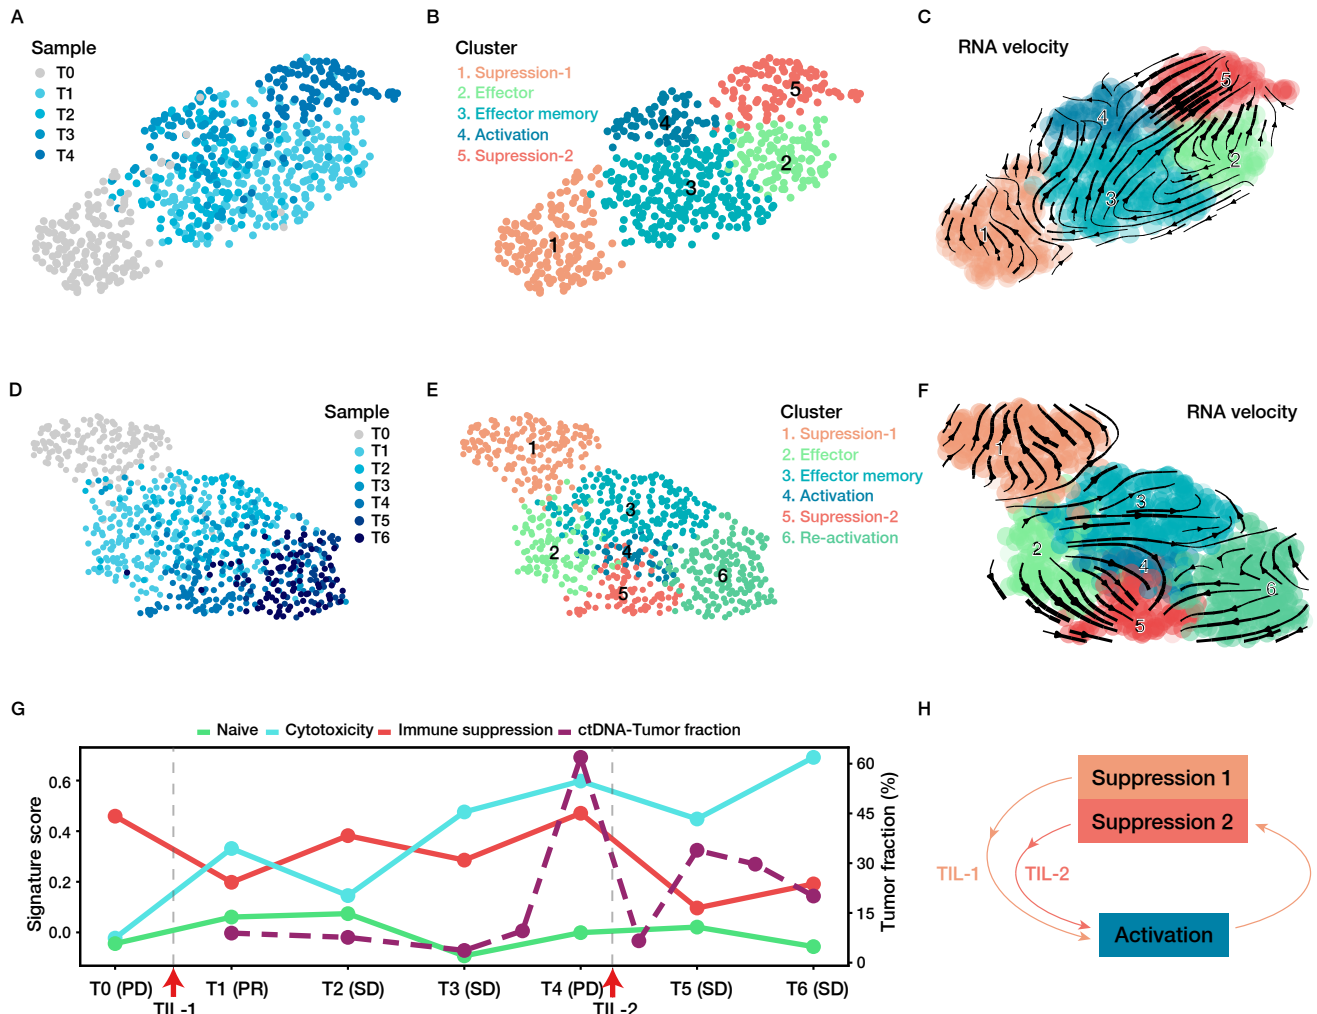 A
Sample
T0
T1
T2
T3
T4
B
Cluster
1. Supression-1
2. Effector
3. Effector memory
4. Activation
5. Supression-2
1
2
3
4
5
C
RNA velocity
1
2
3
4
5
D
Sample
T0
T1
T2
T3
T4
T5
T6
E
Cluster
1. Supression-1
2. Effector
3. Effector memory
4. Activation
5. Supression-2
6. Re-activation
1
2
3
4
5
6
F
RNA velocity
1
2
3
4
5
6
G
Naive Cytotoxicity Immune suppression ctDNA-Tumor fraction
Signature score
0.6
0.4
0.2
0.0
Tumor fraction (%)
60
45
30
15
0
T0 (PD) T1 (PR) T2 (SD) T3 (SD) T4 (PD) T5 (SD) T6 (SD)
TIL-1 TIL-2
H
Suppression 1
Suppression 2
TIL-1 TIL-2
Activation